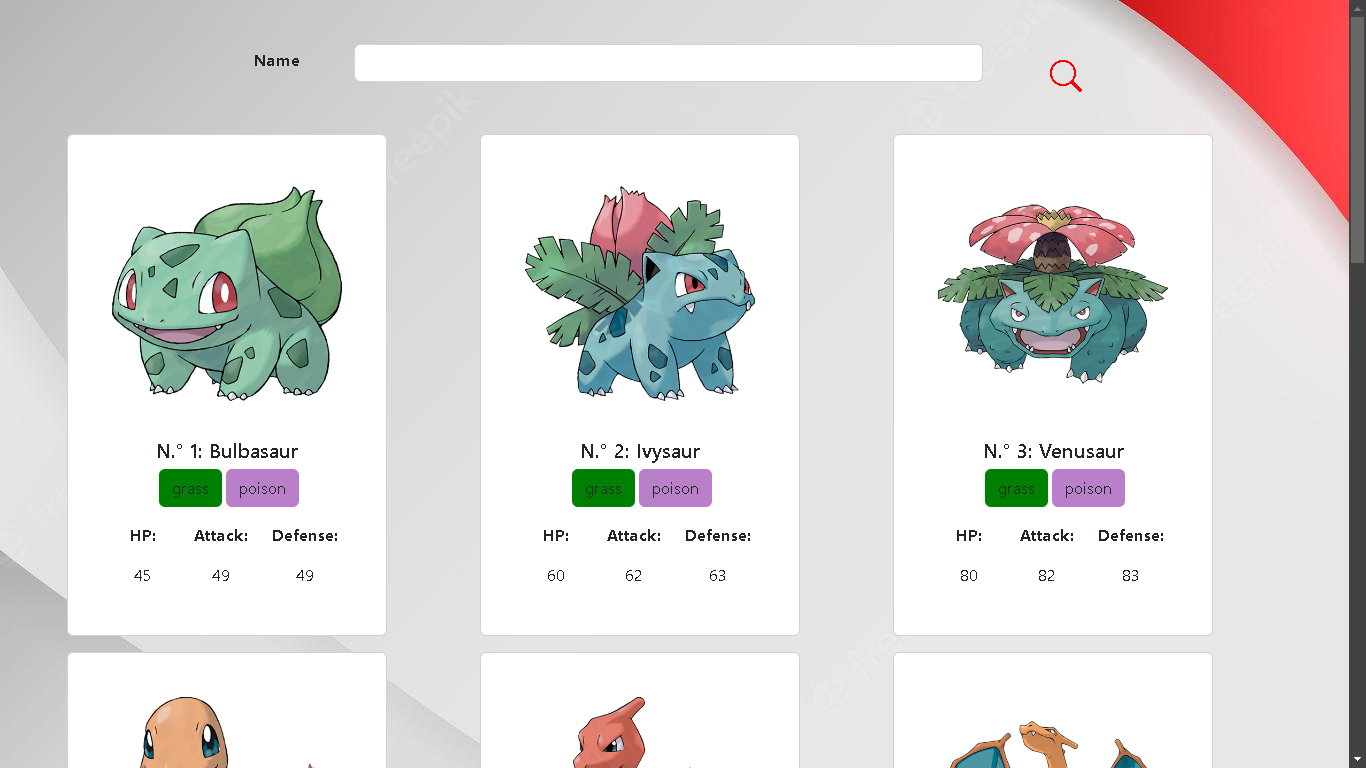 Name
N.° 1: Bulbasaur
grass poison
HP: Attack: Defense:
45 49 49
N.° 2: Ivysaur
grass poison
HP: Attack: Defense:
60 62 63
N.° 3: Venusaur
grass poison
HP: Attack: Defense:
80 82 83
freepik